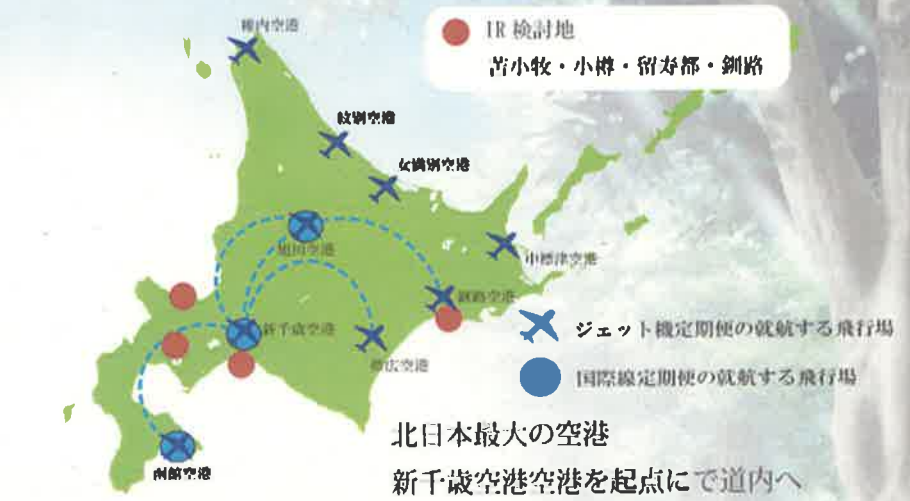 稚内空港
IR 検討地
苫小牧・小樽・留寿都・釧路
紋別空港
女満別空港
旭川空港
中標津空港
釧路空港
新千歳空港
帯広空港
函館空港
ジェット機定期便の就航する飛行場
国際線定期便の就航する飛行場
北日本最大の空港
新千歳空港空港を起点にで道内へ